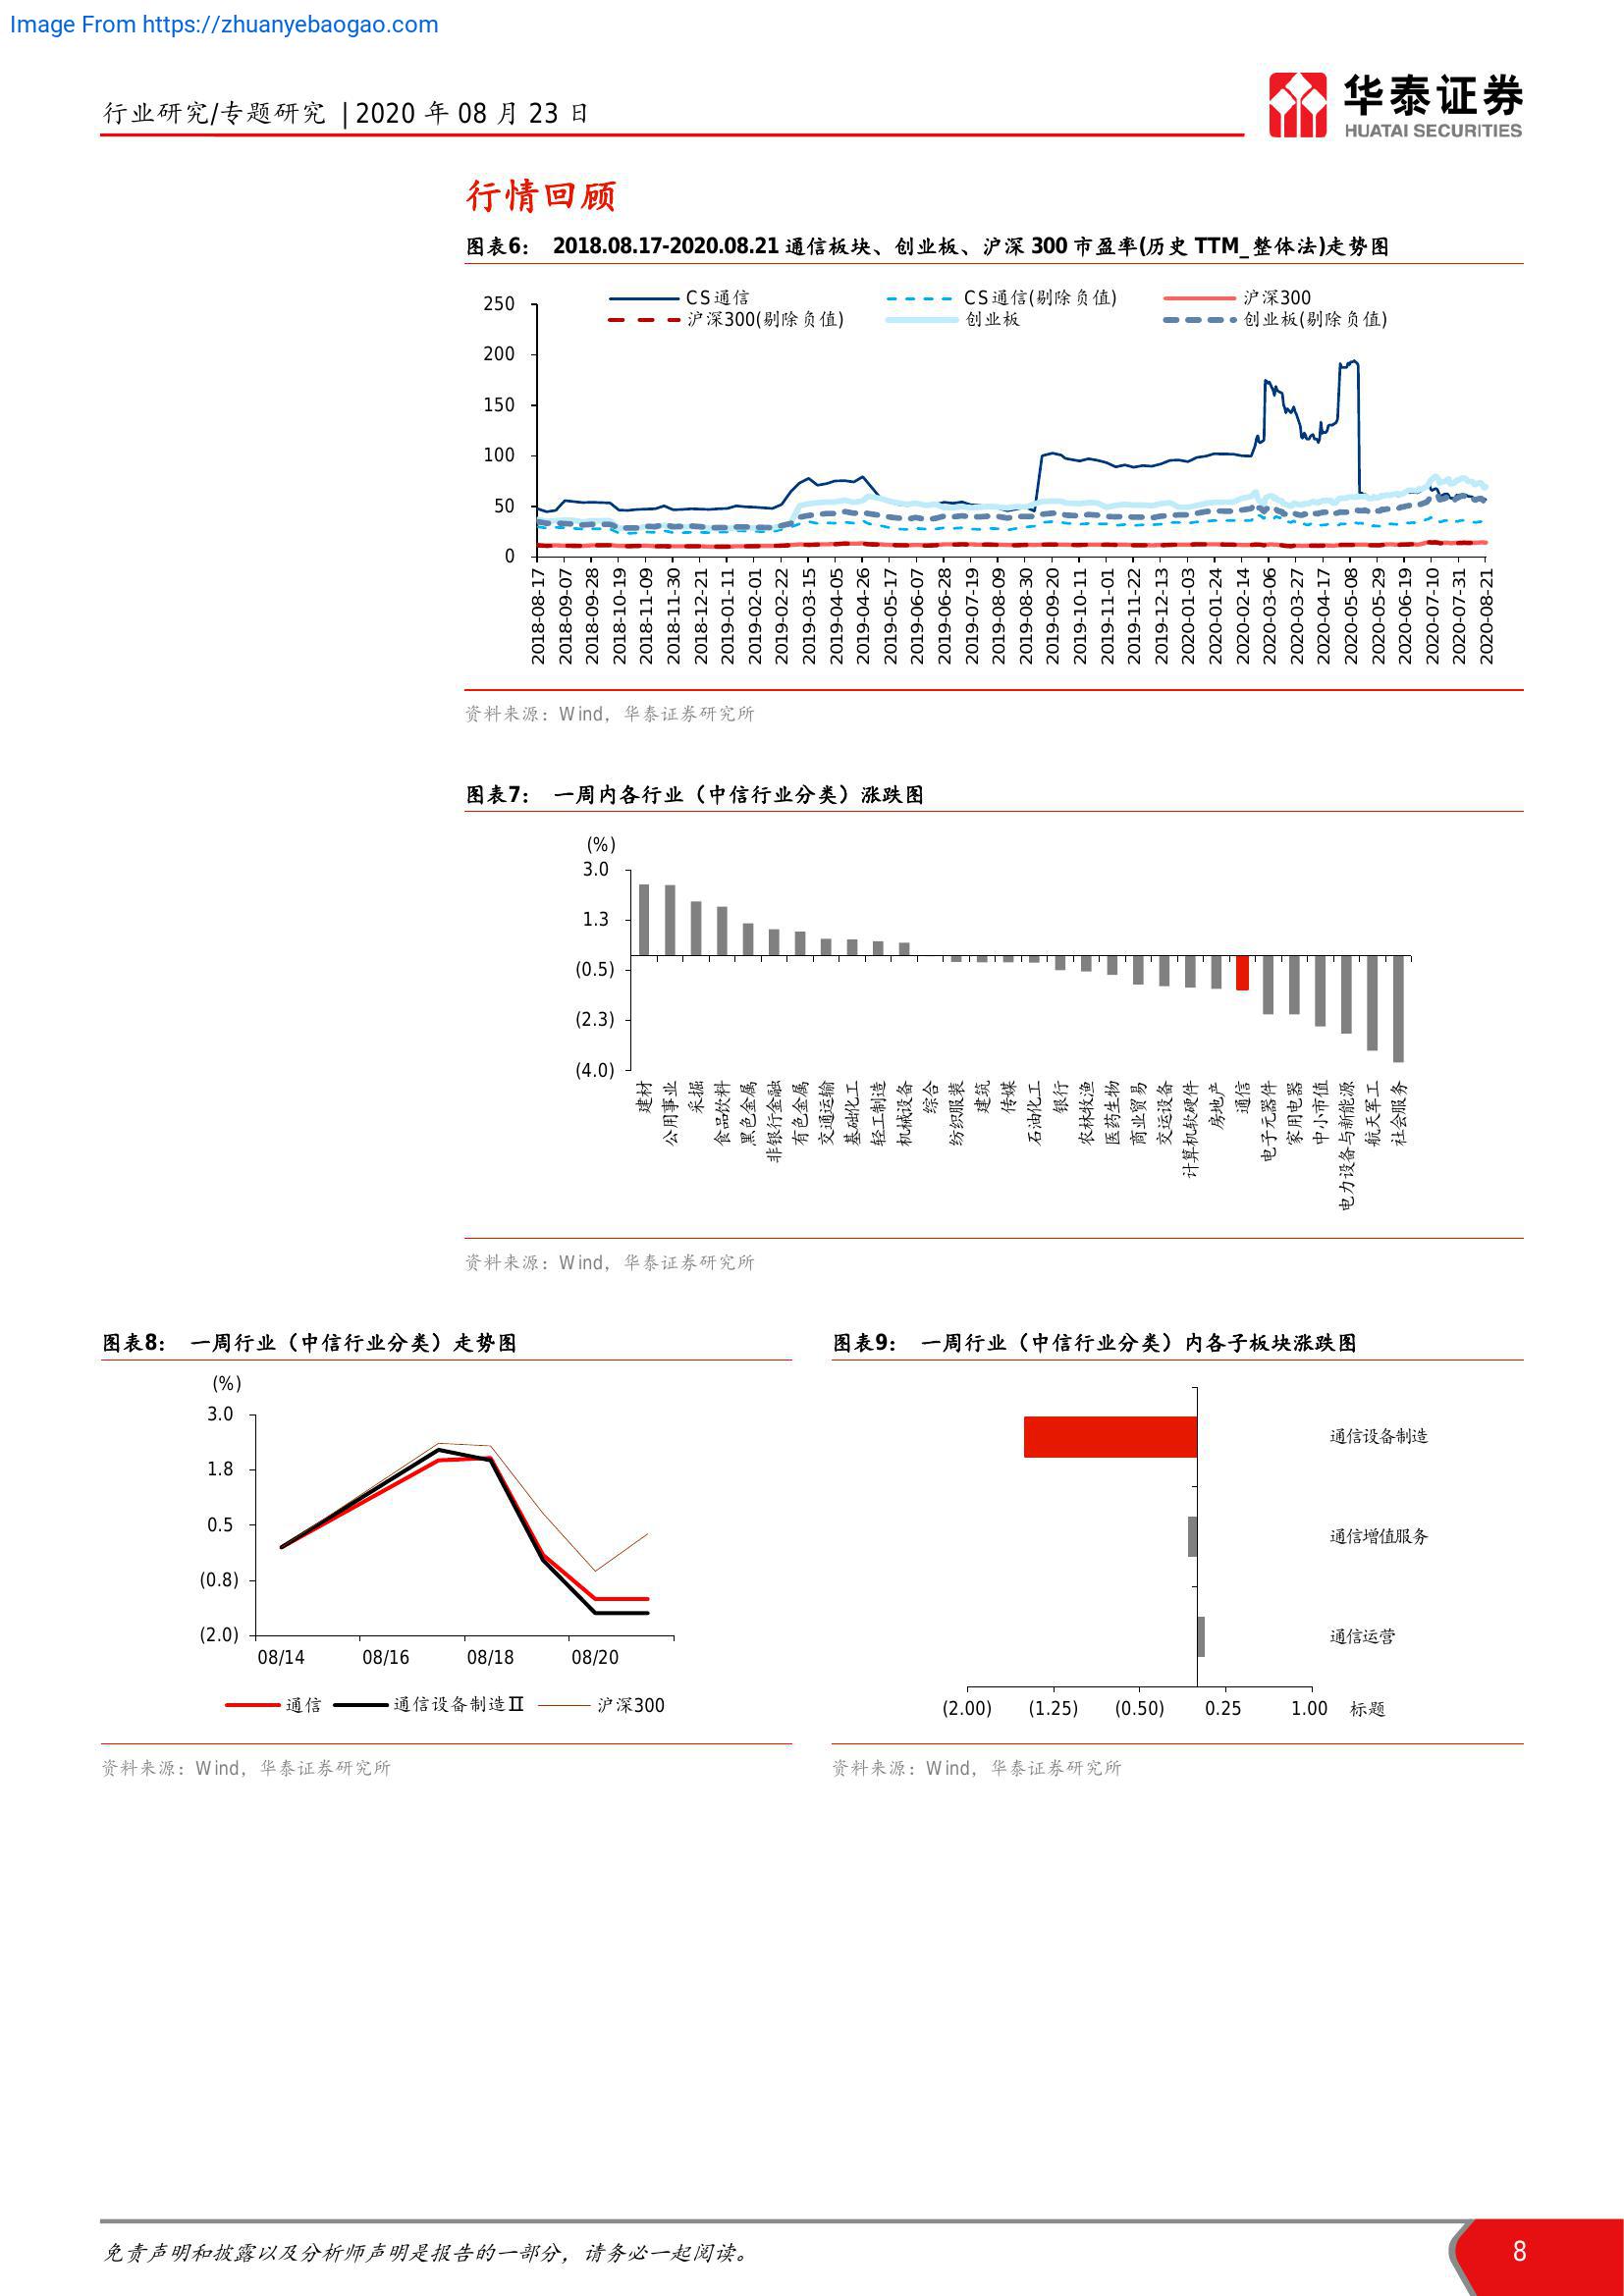 Image From https://zhuanyebaogao.com
行业研究/专题研究 | 2020 年 08 月 23 日
华泰证券
HUATAI SECURITIES
行情回顾
图表6： 2018.08.17-2020.08.21 通信板块、创业板、沪深 300 市盈率(历史 TTM_整体法)走势图
CS通信 CS通信(剔除负值) 沪深300
沪深300(剔除负值) 创业板 创业板(剔除负值)
250
200
150
100
50
0
2018-08-17
2018-09-07
2018-09-28
2018-10-19
2018-11-09
2018-11-30
2018-12-21
2019-01-11
2019-02-01
2019-02-22
2019-03-15
2019-04-05
2019-04-26
2019-05-17
2019-06-07
2019-06-28
2019-07-19
2019-08-09
2019-08-30
2019-09-20
2019-10-11
2019-11-01
2019-11-22
2019-12-13
2020-01-03
2020-01-24
2020-02-14
2020-03-06
2020-03-27
2020-04-17
2020-05-08
2020-05-29
2020-06-19
2020-07-10
2020-07-31
2020-08-21
资料来源：Wind，华泰证券研究所
图表7： 一周内各行业（中信行业分类）涨跌图
(%)
3.0
1.3
(0.5)
(2.3)
(4.0)
建材
公用事业
采掘
食品饮料
黑色金属
非银行金融
有色金属
交通运输
基础化工
轻工制造
机械设备
综合
纺织服装
建筑
传媒
石油化工
银行
农林牧渔
医药生物
商业贸易
交运设备
计算机软硬件
房地产
通信
电子元器件
家用电器
中小市值
电力设备与新能源
航天军工
社会服务
资料来源：Wind，华泰证券研究所
图表8： 一周行业（中信行业分类）走势图
(%)
3.0
1.8
0.5
(0.8)
(2.0)
08/14 08/16 08/18 08/20
通信 通信设备制造Ⅱ 沪深300
资料来源：Wind，华泰证券研究所
图表9： 一周行业（中信行业分类）内各子板块涨跌图
通信设备制造
通信增值服务
通信运营
(2.00) (1.25) (0.50) 0.25 1.00 标题
资料来源：Wind，华泰证券研究所
免责声明和披露以及分析师声明是报告的一部分，请务必一起阅读。
8